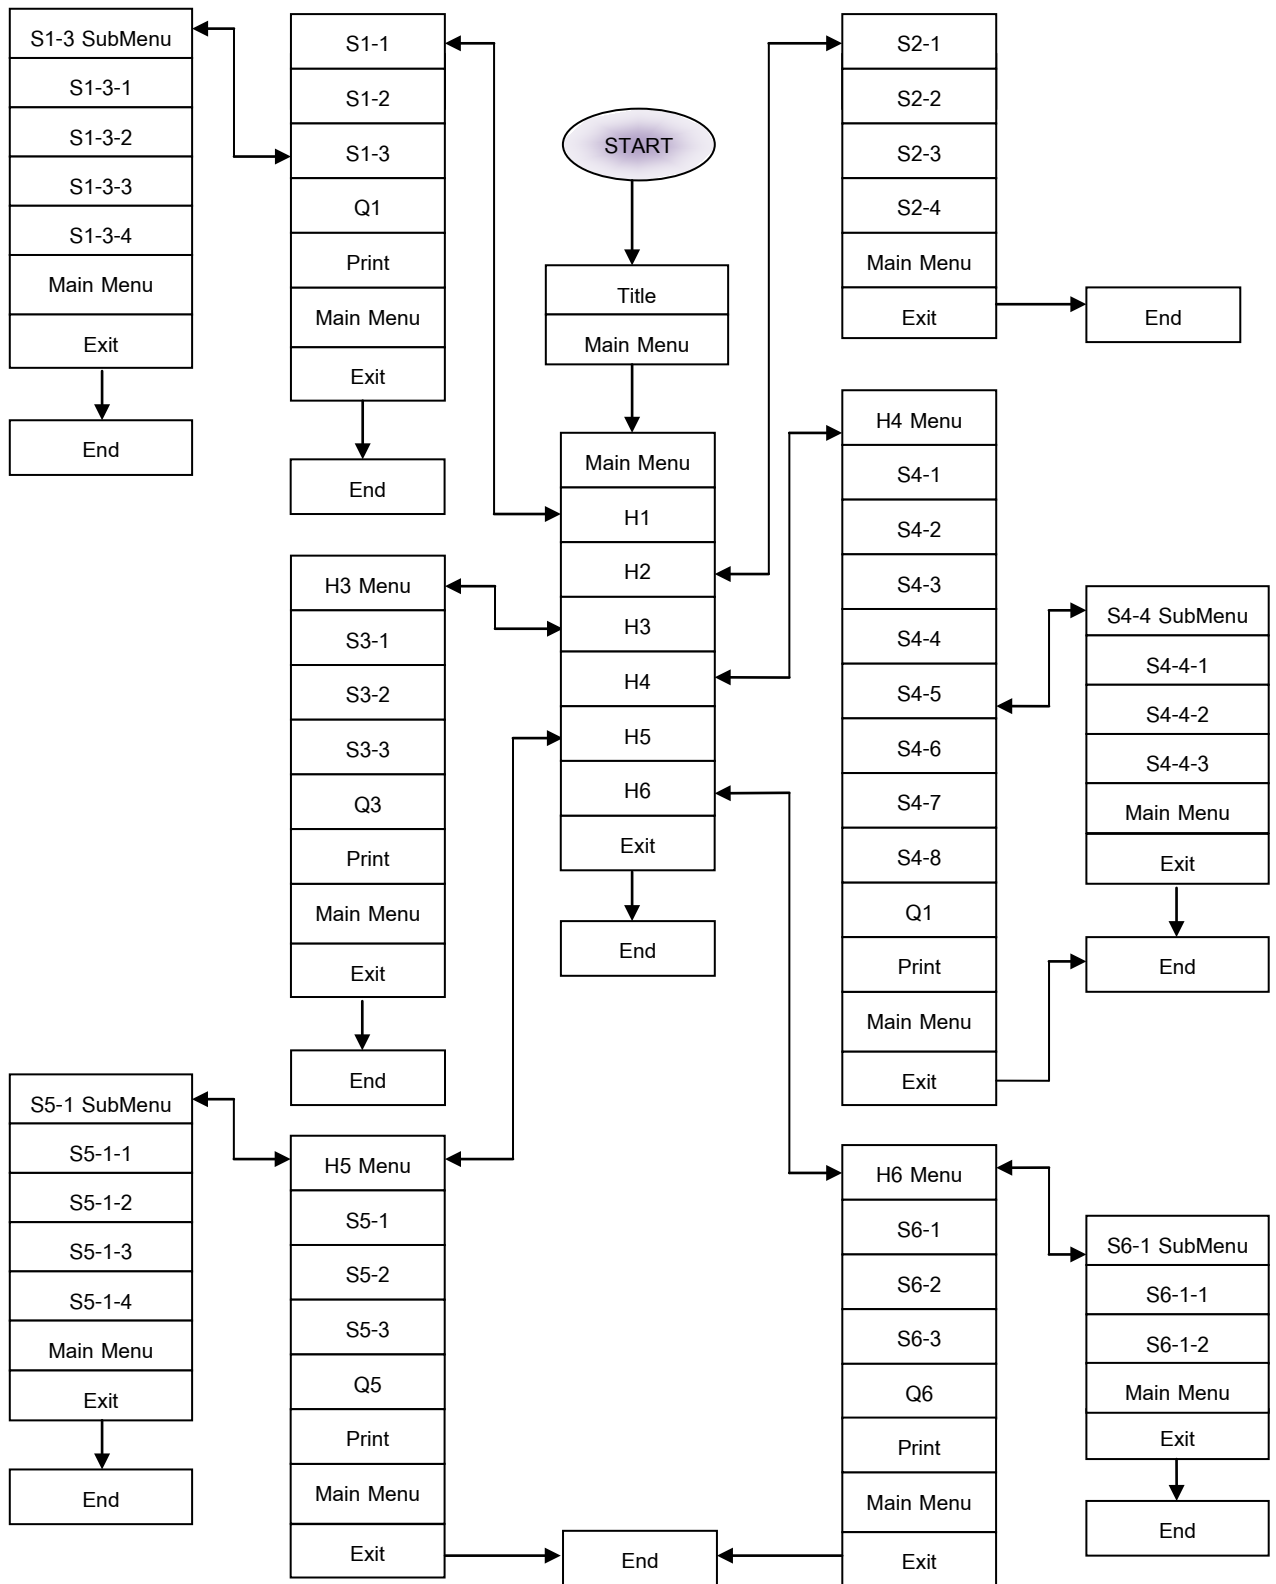 S1-3 SubMenu
S1-3-1
S1-3-2
S1-3-3
S1-3-4
Main Menu
Exit
End
S1-1
S1-2
S1-3
Q1
Print
Main Menu
Exit
End
START
Title
Main Menu
Main Menu
H1
H2
H3
H4
H5
H6
Exit
End
S2-1
S2-2
S2-3
S2-4
Main Menu
Exit
End
H3 Menu
S3-1
S3-2
S3-3
Q3
Print
Main Menu
Exit
End
H4 Menu
S4-1
S4-2
S4-3
S4-4
S4-5
S4-6
S4-7
S4-8
Q1
Print
Main Menu
Exit
S4-4 SubMenu
S4-4-1
S4-4-2
S4-4-3
Main Menu
Exit
End
S5-1 SubMenu
S5-1-1
S5-1-2
S5-1-3
S5-1-4
Main Menu
Exit
End
H5 Menu
S5-1
S5-2
S5-3
Q5
Print
Main Menu
Exit
End
H6 Menu
S6-1
S6-2
S6-3
Q6
Print
Main Menu
Exit
S6-1 SubMenu
S6-1-1
S6-1-2
Main Menu
Exit
End